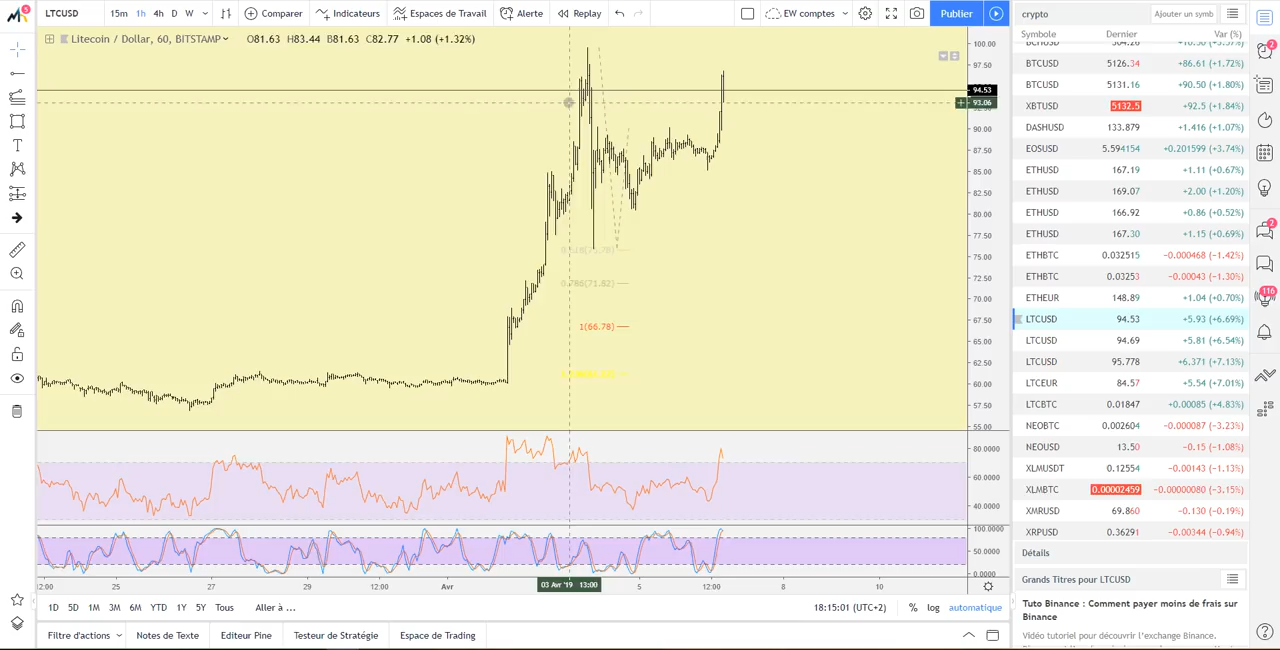 5
LTCUSD 15m 1h 4h D W Comparer Indicateurs Espaces de Travail Alerte Replay EW comptes Publier
Litecoin / Dollar, 60, BITSTAMP O81.63 H83.44 B81.63 C82.77 +1.08 (+1.32%)
100.00
97.50
94.53
93.06
90.00
87.50
85.00
82.50
80.00
77.50
75.00
72.50
70.00
67.50
65.00
62.50
60.00
57.50
55.00
0.786(71.82)
1(66.78)
80.0000
60.0000
40.0000
100.0000
50.0000
0.0000
12:00 25 27 29 12:00 Avr 03 Avr '19 13:00 5 12:00 8 10
1D 5D 1M 3M 6M YTD 1Y 5Y Tous Aller à ... 18:15:01 (UTC+2) % log automatique
Filtre d'actions Notes de Texte Editeur Pine Testeur de Stratégie Espace de Trading
crypto Ajouter un symb
Symbole Dernier Var (%)
BTCUSD 5126.34 +86.61 (+1.72%)
BTCUSD 5131.16 +90.50 (+1.80%)
XBTUSD 5132.5 +92.5 (+1.84%)
DASHUSD 133.879 +1.416 (+1.07%)
EOSUSD 5.594154 +0.201599 (+3.74%)
ETHUSD 167.19 +1.11 (+0.67%)
ETHUSD 169.07 +2.00 (+1.20%)
ETHUSD 166.92 +0.86 (+0.52%)
ETHUSD 167.30 +1.15 (+0.69%)
ETHBTC 0.032515 −0.000468 (−1.42%)
ETHBTC 0.03253 −0.00043 (−1.30%)
ETHEUR 148.89 +1.04 (+0.70%)
LTCUSD 94.53 +5.93 (+6.69%)
LTCUSD 94.69 +5.81 (+6.54%)
LTCUSD 95.778 +6.371 (+7.13%)
LTCEUR 84.57 +5.54 (+7.01%)
LTCBTC 0.01847 +0.00085 (+4.83%)
NEOBTC 0.002604 −0.000087 (−3.23%)
NEOUSD 13.50 −0.15 (−1.08%)
XLMUSDT 0.12554 −0.00143 (−1.13%)
XLMBTC 0.00002459 −0.00000080 (−3.15%)
XMRUSD 69.860 −0.130 (−0.19%)
XRPUSD 0.36291 −0.00344 (−0.94%)
Détails
Grands Titres pour LTCUSD
Tuto Binance : Comment payer moins de frais sur
Binance
Vidéo tutoriel pour découvrir l'exchange Binance.
2
2
116